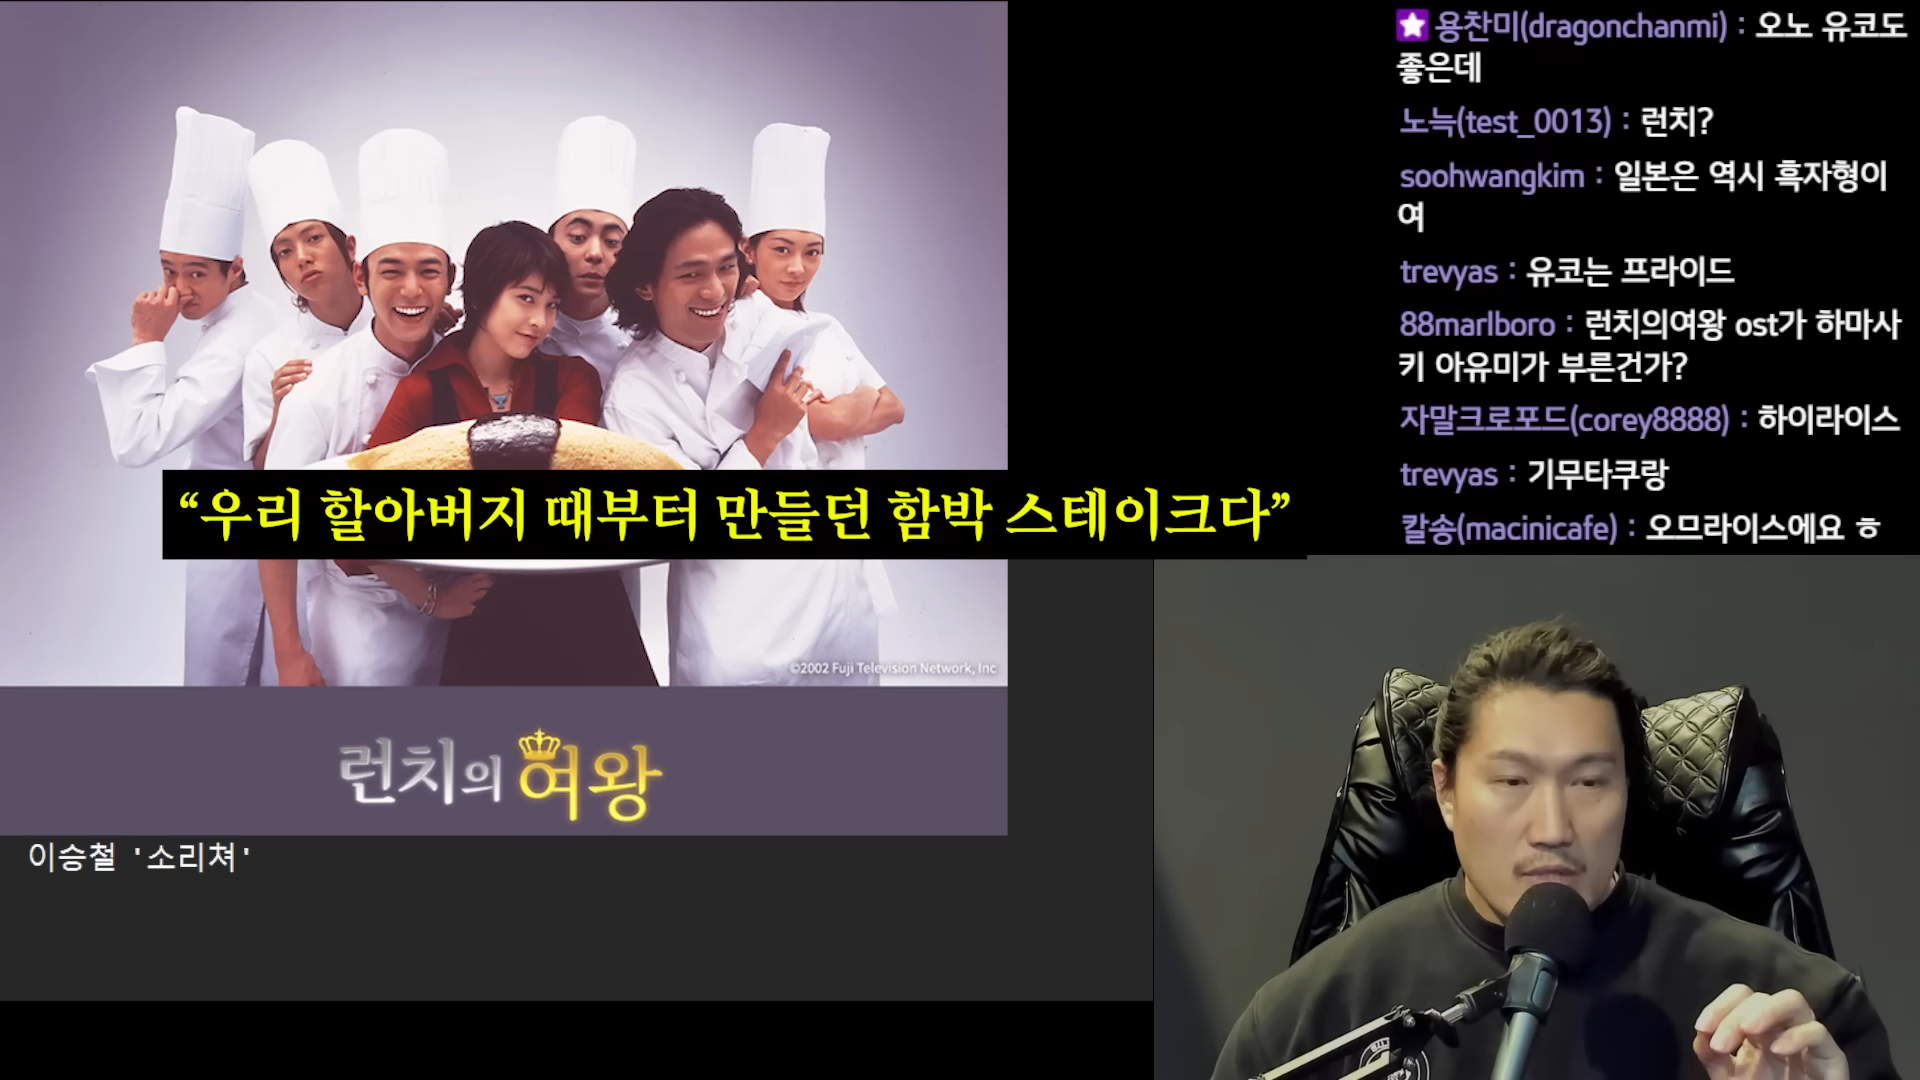 용찬미(dragonchanmi) : 오노 유코도
좋은데
노늑(test_0013) : 런치?
soohwangkim : 일본은 역시 흑자형이
여
trevyas : 유코는 프라이드
88marlboro : 런치의여왕 ost가 하마사
키 아유미가 부른건가?
자말크로포드(corey8888) : 하이라이스
trevyas : 기무타쿠랑
칼송(macinicafe) : 오므라이스에요 ㅎ
“우리 할아버지 때부터 만들던 함박 스테이크다”
©2002 Fuji Television Network, Inc
런치의 여왕
이승철 '소리쳐'